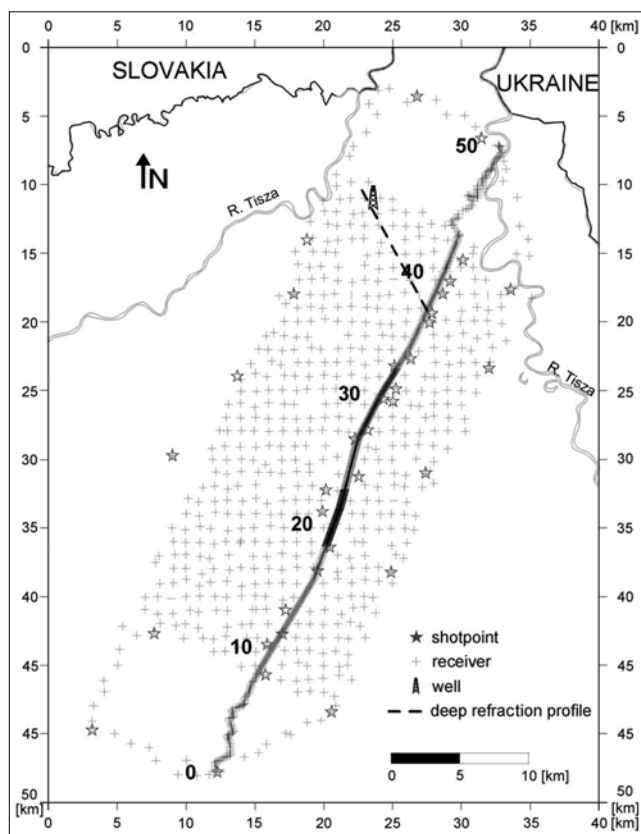 0 5 10 15 20 25 30 35 40 [km]
0 0
SLOVAKIA
UKRAINE
5 5
50
N
10 10
R. Tisza
15 15
40
20 20
R. Tisza
25 25
30
30 30
20
35 35
40 40
10
shotpoint
receiver
45 45
well
deep refraction profile
0
0 5 10 [km]
50 50
[km] [km]
0 5 10 15 20 25 30 35 40